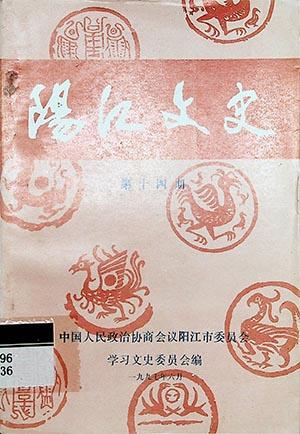 陽江文史
第十四期
中国人民政治协商会议阳江市委员会
学习文史委员会编
一九九七年六月
96
36